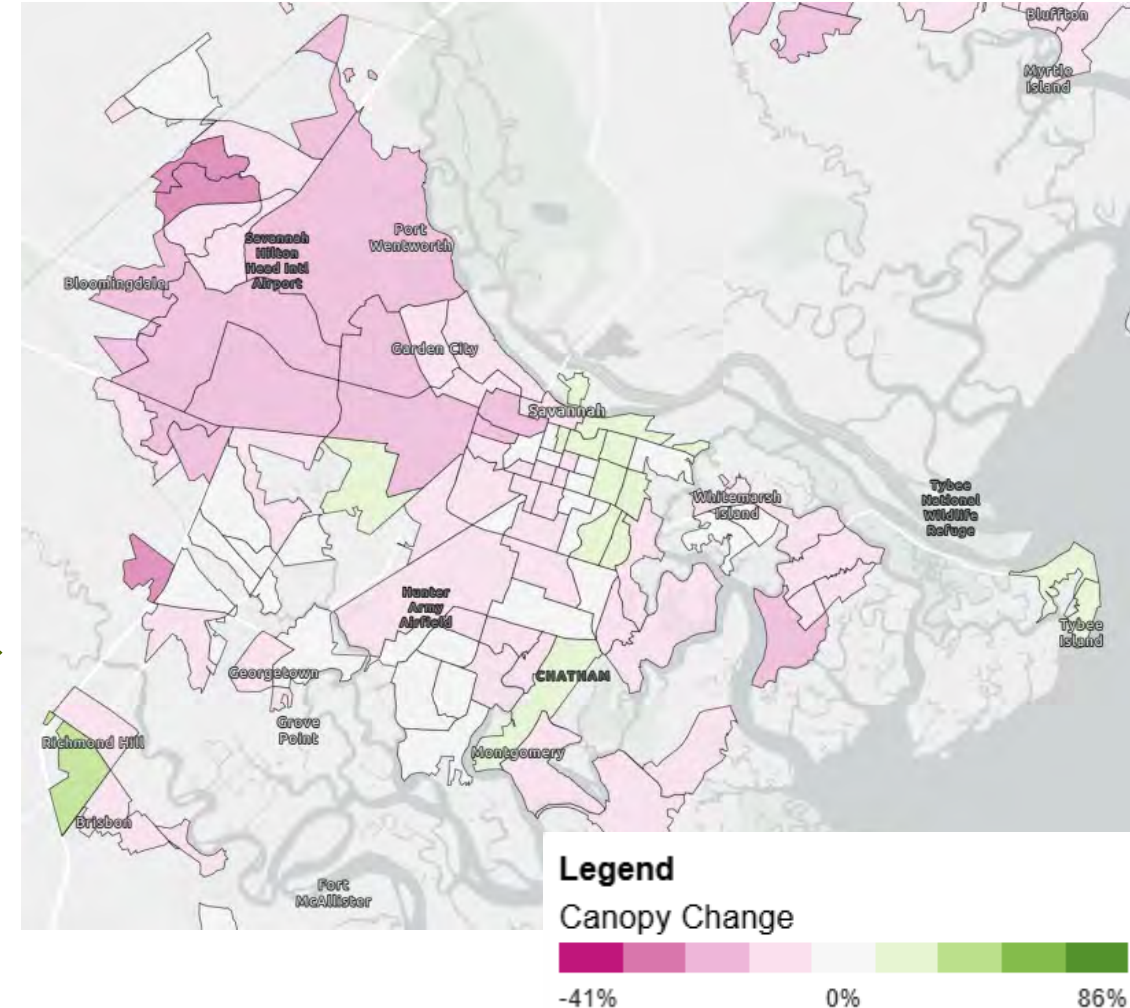 Bluffton
Myrtle
Island
Port
Wentworth
Savannah
Hilton
Head Intl
Airport
Bloomingdale
Garden City
Savannah
Whitemarsh
Island
Tybee
National
Wildlife
Refuge
Hunter
Army
Airfield
Tybee
Island
Georgetown
CHATHAM
Grove
Point
Richmond Hill
Montgomery
Brisbon
Fort
McAllister
Legend
Canopy Change
-41%
0%
86%